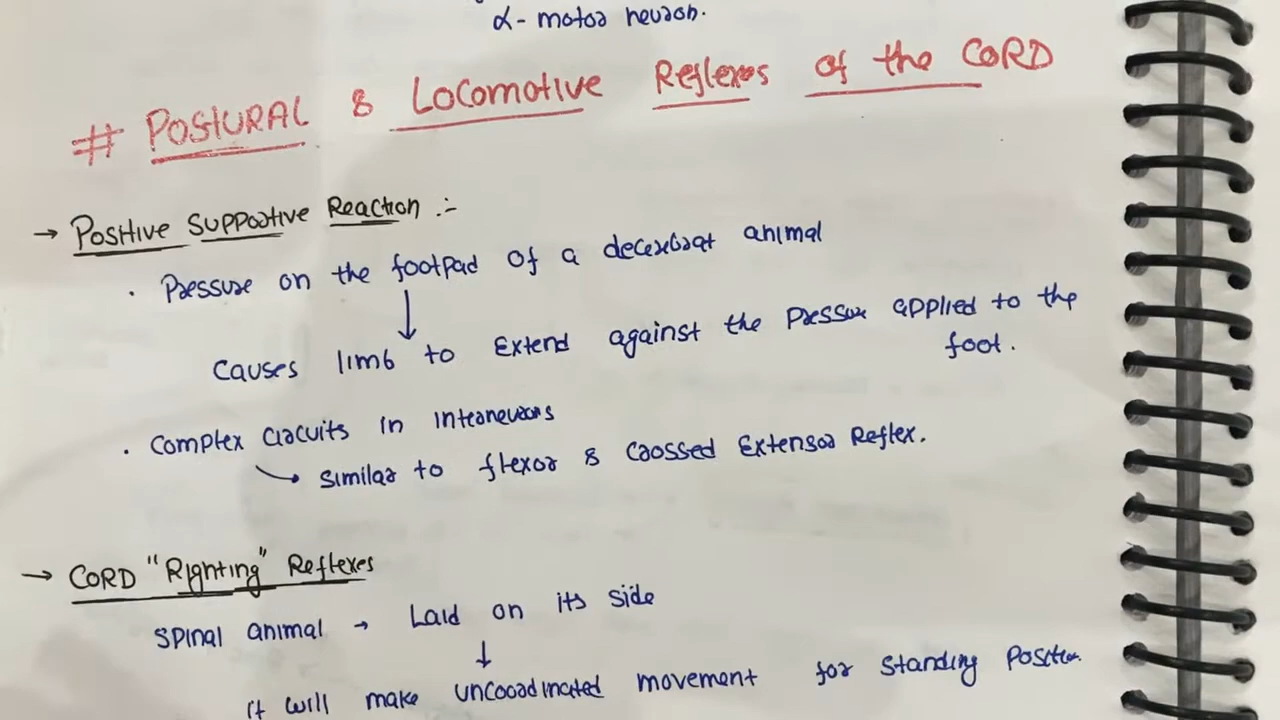 α- motor neuron.
# POSTURAL & LOCOMOTIVE Reflexes of the CORD
→ Positive Supportive Reaction :-
· Pressure on the footpad of a decerebrat animal
↓
Causes limb to Extend against the pressur applied to the
foot.
· Complex Circuits in Interneurons
→ Similar to flexor & Crossed Extensor Reflex.
→ CORD "Righting" Reflexes
Spinal animal → Laid on its side
↓
It will make uncoordinated movement for standing position.